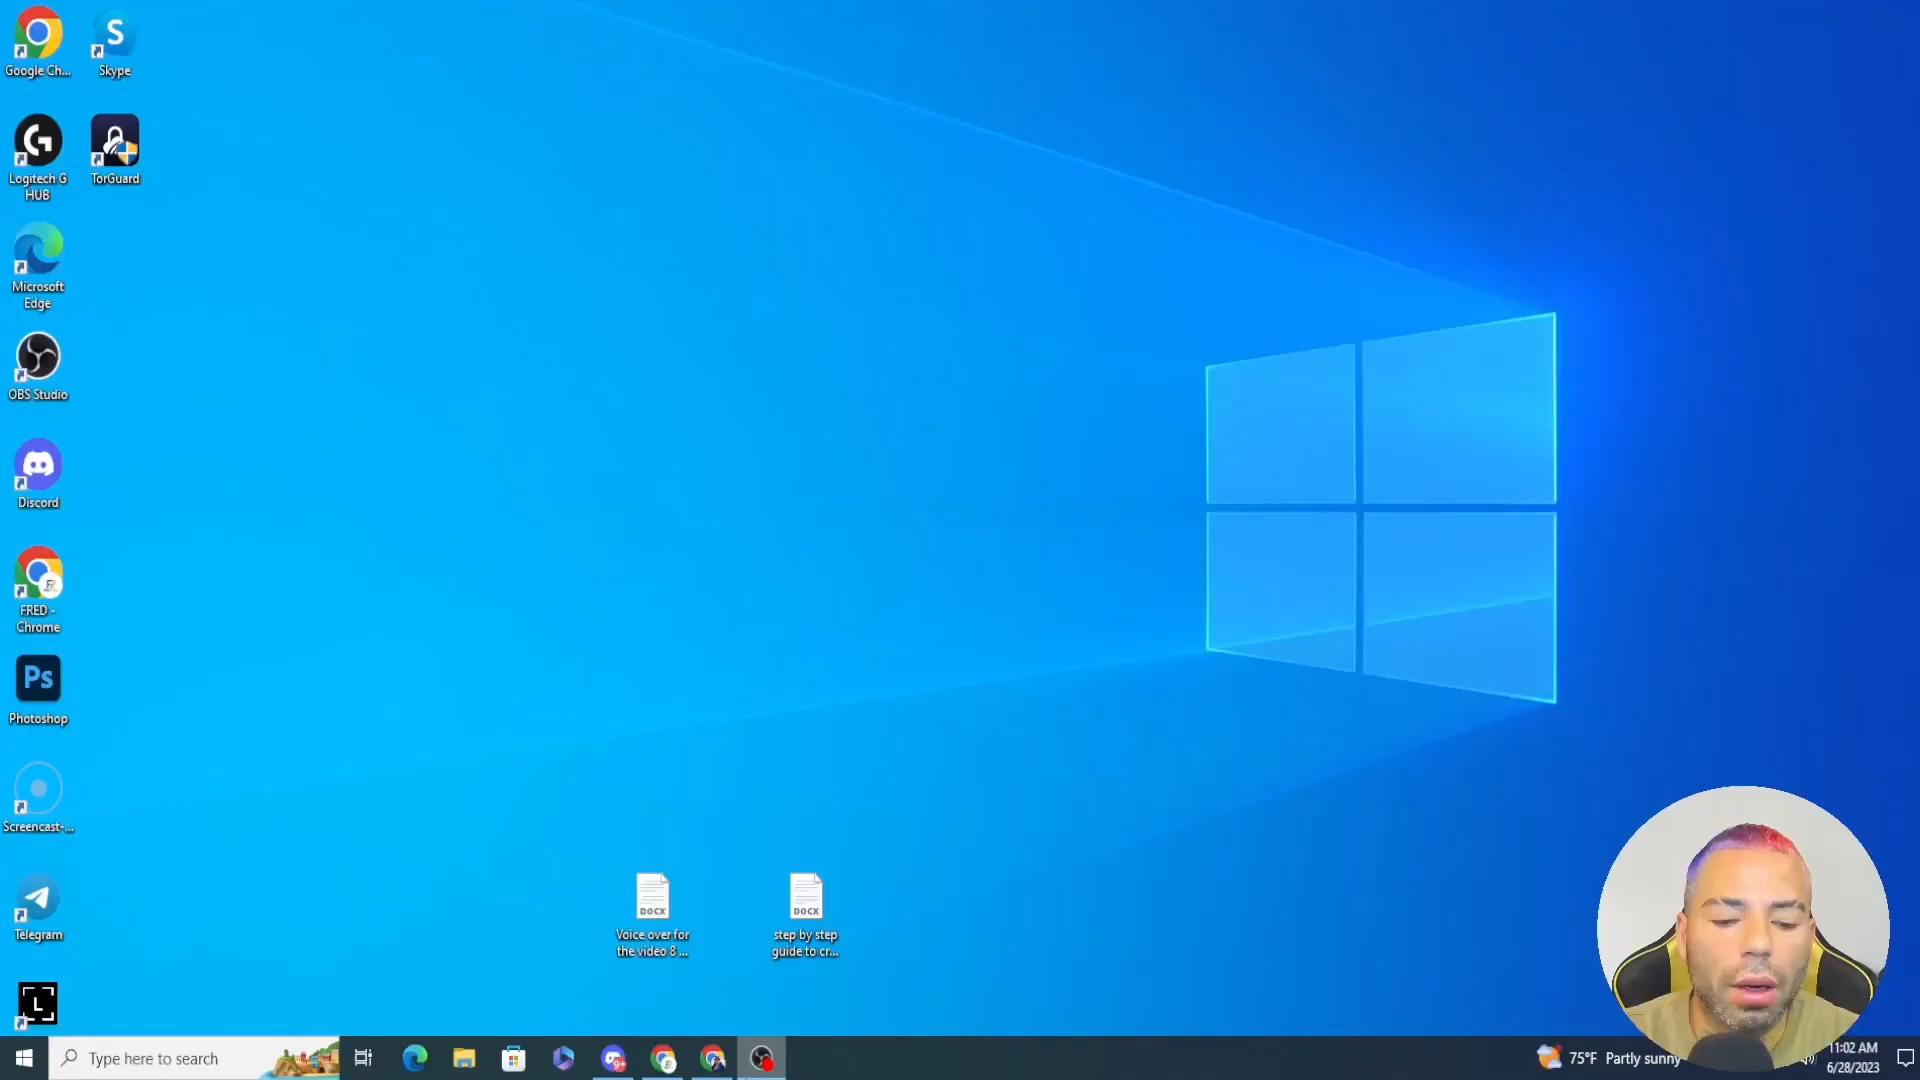 Google Ch...
Skype
Logitech G
HUB
TorGuard
Microsoft
Edge
OBS Studio
Discord
FRED -
Chrome
Ps
Photoshop
Screencast-...
Telegram
L
DOCX
Voice over for
the video 8 ...
DOCX
step by step
guide to cr...
Type here to search
9+
75°F Partly sunny
11:02 AM
6/28/2023